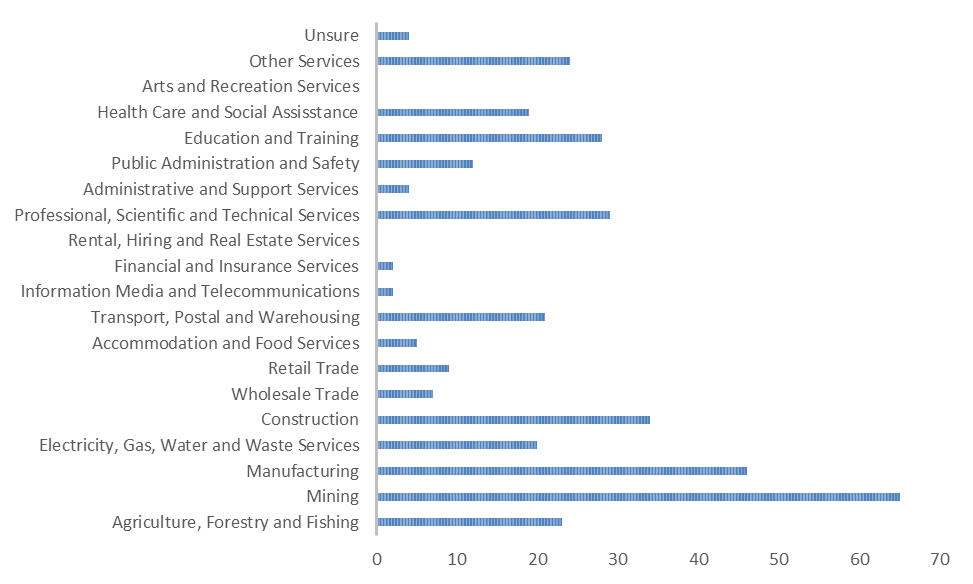 Unsure
Other Services
Arts and Recreation Services
Health Care and Social Assisstance
Education and Training
Public Administration and Safety
Administrative and Support Services
Professional, Scientific and Technical Services
Rental, Hiring and Real Estate Services
Financial and Insurance Services
Information Media and Telecommunications
Transport, Postal and Warehousing
Accommodation and Food Services
Retail Trade
Wholesale Trade
Construction
Electricity, Gas, Water and Waste Services
Manufacturing
Mining
Agriculture, Forestry and Fishing
0 10 20 30 40 50 60 70